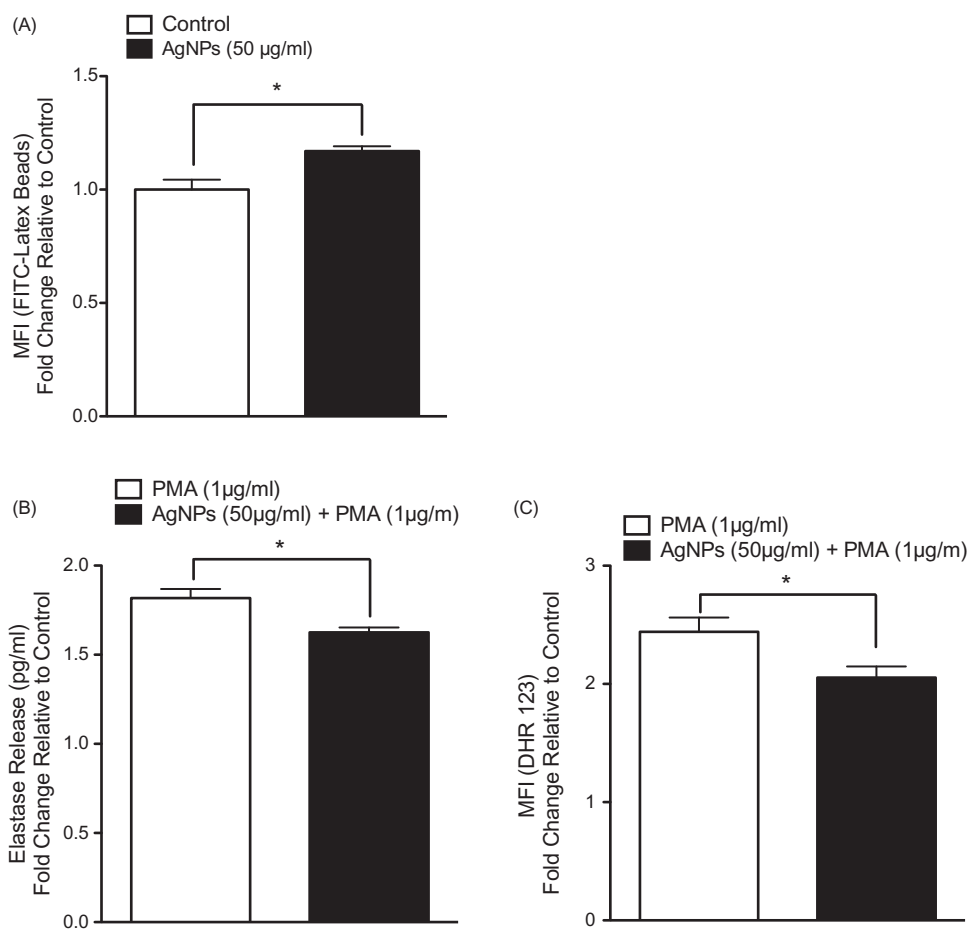 (A)
Control
AgNPs (50 µg/ml)
MFI (FITC-Latex Beads)
Fold Change Relative to Control
1.5
1.0
0.5
0.0
*
(B)
PMA (1µg/ml)
AgNPs (50µg/ml) + PMA (1µg/m)
Elastase Release (pg/ml)
Fold Change Relative to Control
2.0
1.5
1.0
0.5
0.0
*
(C)
PMA (1µg/ml)
AgNPs (50µg/ml) + PMA (1µg/m)
MFI (DHR 123)
Fold Change Relative to Control
3
2
1
0
*